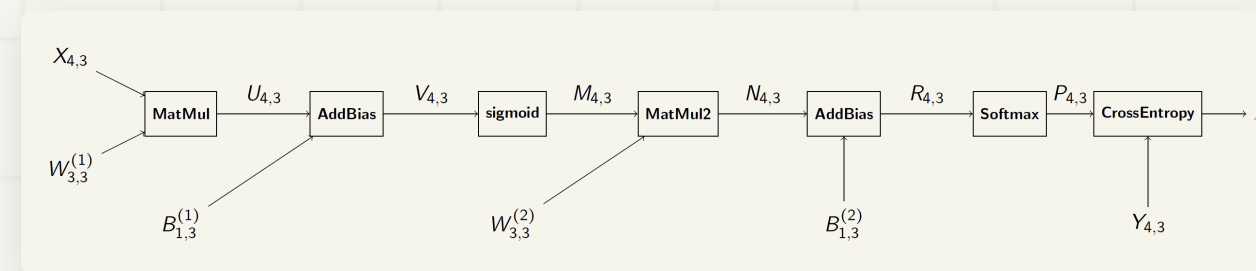 X4,3
U4,3 V4,3 M4,3 N4,3 R4,3 P4,3
MatMul AddBias sigmoid MatMul2 AddBias Softmax CrossEntropy
W(1)3,3
B(1)1,3 W(2)3,3 B(2)1,3 Y4,3